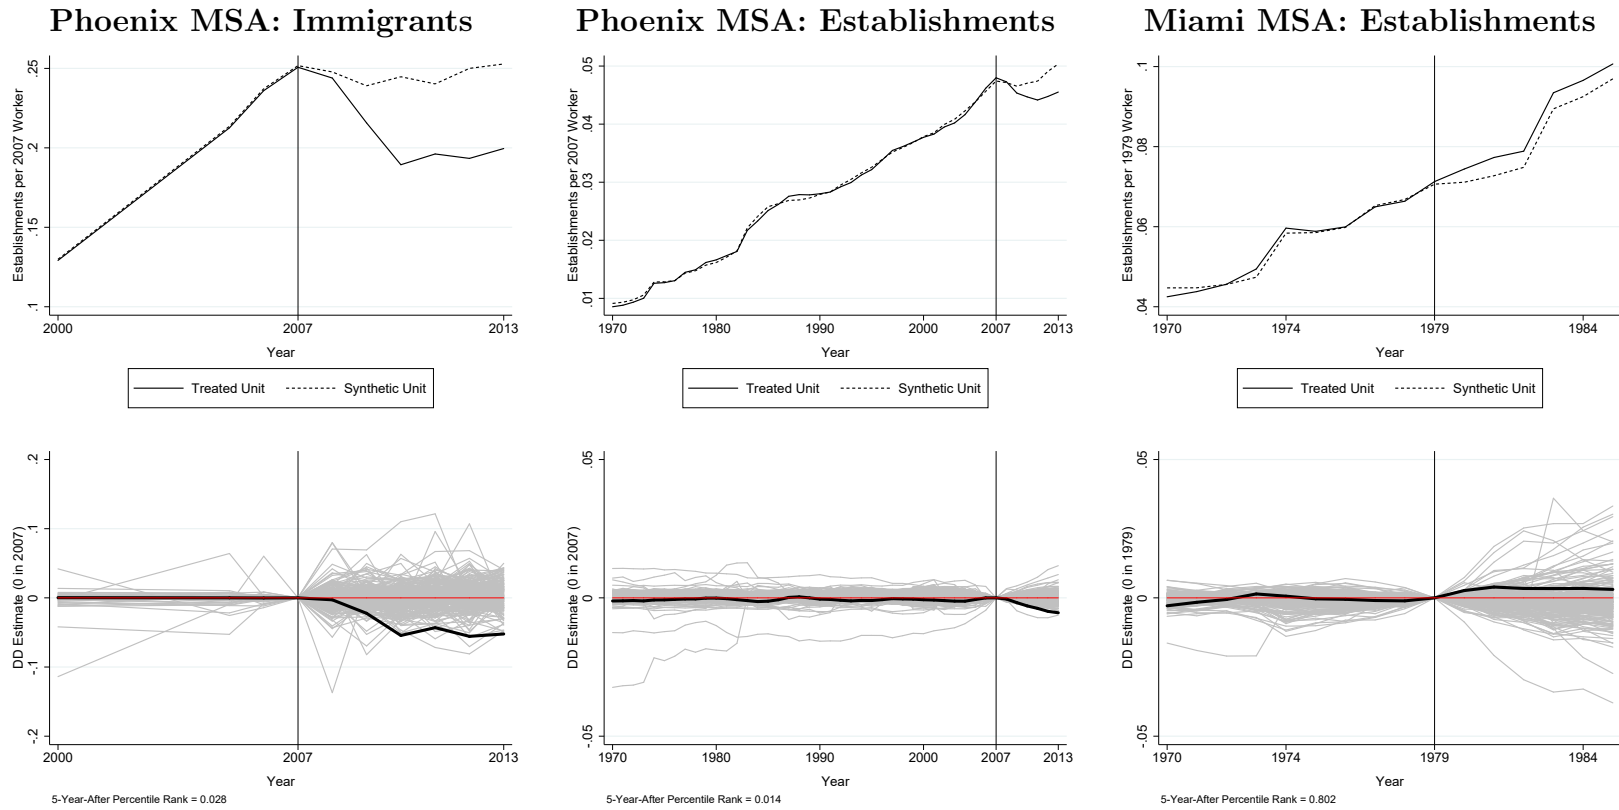 Phoenix MSA: Immigrants
Establishments per 2007 Worker
.25
.2
.15
.1
2000
2007
2013
Year
Treated Unit
Synthetic Unit
Phoenix MSA: Establishments
Establishments per 2007 Worker
.05
.04
.03
.02
.01
1970
1980
1990
2000
2007
2013
Year
Treated Unit
Synthetic Unit
Miami MSA: Establishments
Establishments per 1979 Worker
.1
.08
.06
.04
1970
1974
1979
1984
Year
Treated Unit
Synthetic Unit
DD Estimate (0 in 2007)
.2
.1
0
-.1
-.2
2000
2007
2013
Year
5-Year-After Percentile Rank = 0.028
DD Estimate (0 in 2007)
.05
0
-.05
1970
1980
1990
2000
2007
2013
Year
5-Year-After Percentile Rank = 0.014
DD Estimate (0 in 1979)
.05
0
-.05
1970
1974
1979
1984
Year
5-Year-After Percentile Rank = 0.802